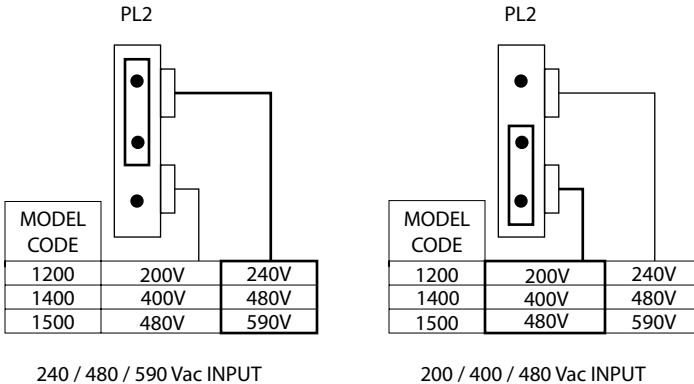 PL2
MODEL
CODE
1200 200V 240V
1400 400V 480V
1500 480V 590V
240 / 480 / 590 Vac INPUT
PL2
MODEL
CODE
1200 200V 240V
1400 400V 480V
1500 480V 590V
200 / 400 / 480 Vac INPUT